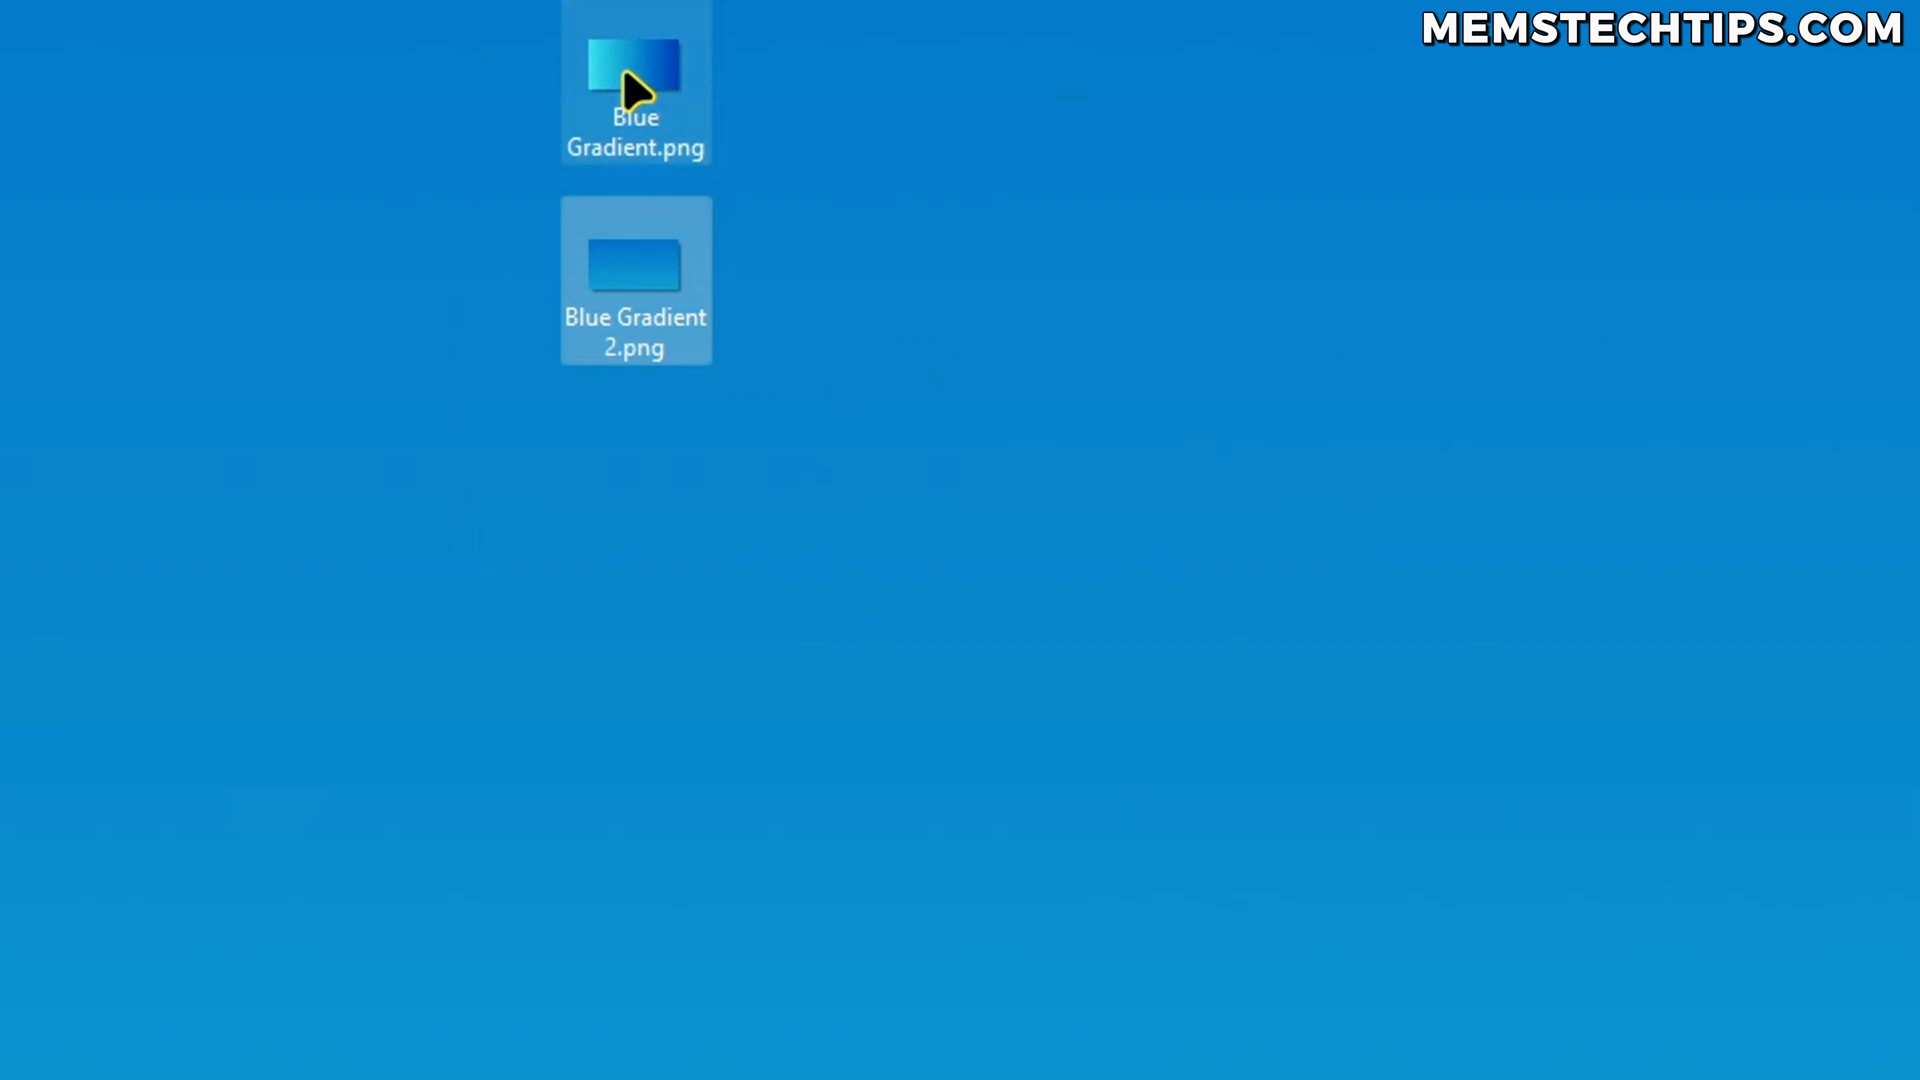 MEMSTECHTIPS.COM
Blue
Gradient.png
Blue Gradient
2.png